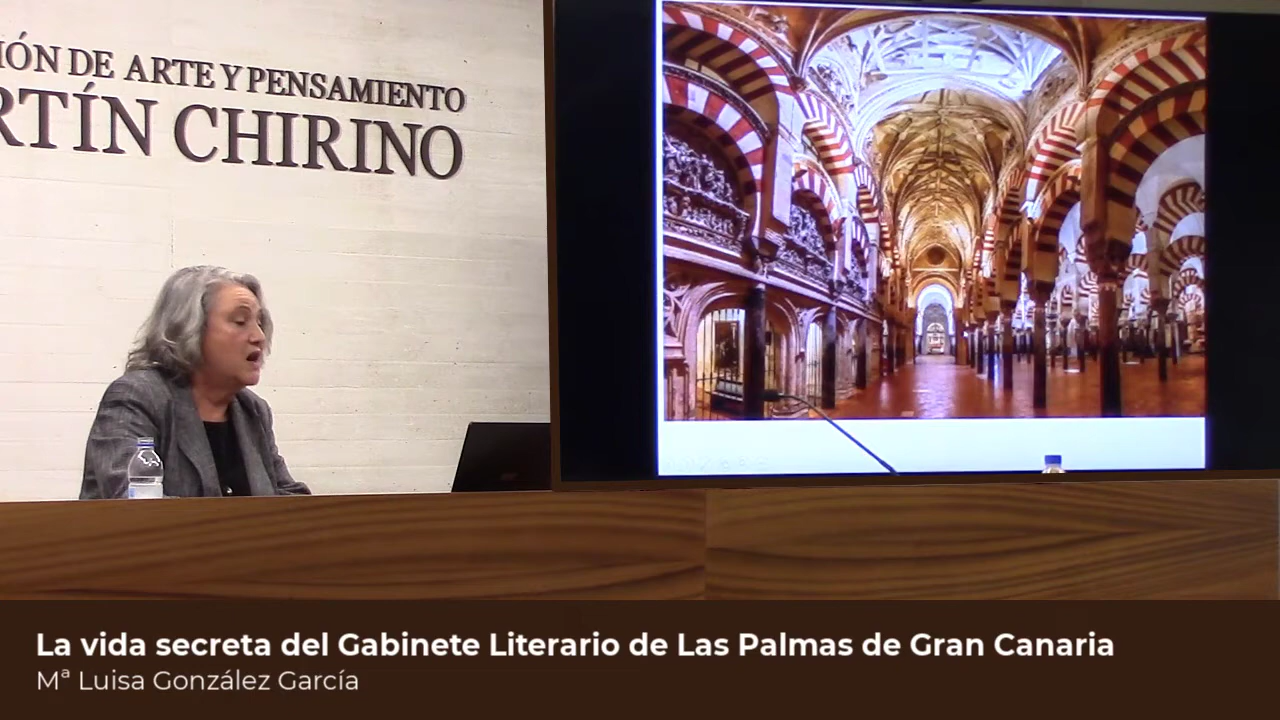 IÓN DE ARTE Y PENSAMIENTO
RTÍN CHIRINO
La vida secreta del Gabinete Literario de Las Palmas de Gran Canaria
Mª Luisa González García